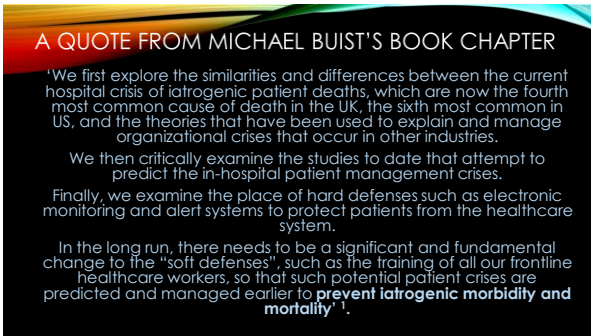 A QUOTE FROM MICHAEL BUIST'S BOOK CHAPTER
'We first explore the similarities and differences between the current
hospital crisis of iatrogenic patient deaths, which are now the fourth
most common cause of death in the UK, the sixth most common in
US, and the theories that have been used to explain and manage
organizational crises that occur in other industries.
We then critically examine the studies to date that attempt to
predict the in-hospital patient management crises.
Finally, we examine the place of hard defenses such as electronic
monitoring and alert systems to protect patients from the healthcare
system.
In the long run, there needs to be a significant and fundamental
change to the “soft defenses”, such as the training of all our frontline
healthcare workers, so that such potential patient crises are
predicted and managed earlier to prevent iatrogenic morbidity and
mortality' ¹.